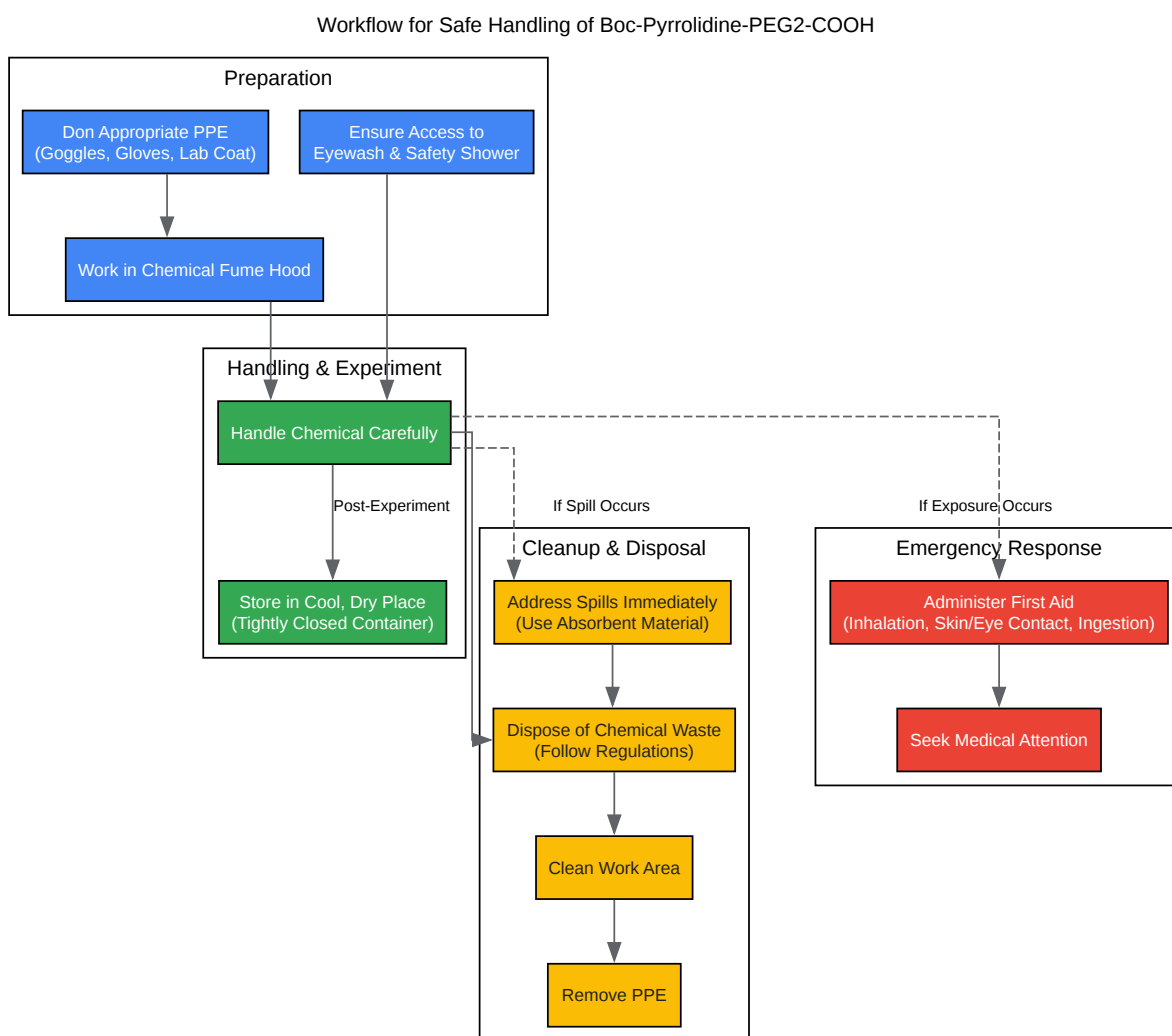 Workflow for Safe Handling of Boc-Pyrrolidine-PEG2-COOH
Preparation
Don Appropriate PPE
(Goggles, Gloves, Lab Coat)
Ensure Access to
Eyewash & Safety Shower
Work in Chemical Fume Hood
Handling & Experiment
Handle Chemical Carefully
Post-Experiment
If Spill Occurs
If Exposure Occurs
Store in Cool, Dry Place
(Tightly Closed Container)
Cleanup & Disposal
Address Spills Immediately
(Use Absorbent Material)
Dispose of Chemical Waste
(Follow Regulations)
Clean Work Area
Remove PPE
Emergency Response
Administer First Aid
(Inhalation, Skin/Eye Contact, Ingestion)
Seek Medical Attention